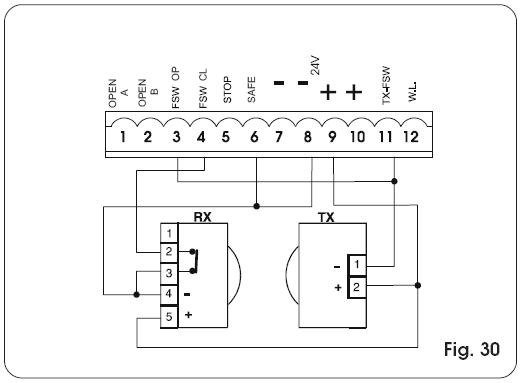 OPEN A
OPEN B
FSW OP
FSW CL
STOP
SAFE
-
-
24V
+
+
TX-FSW
W.L.
1 2 3 4 5 6 7 8 9 10 11 12
RX
1
2
3
4 -
5 +
TX
- 1
+ 2
Fig. 30